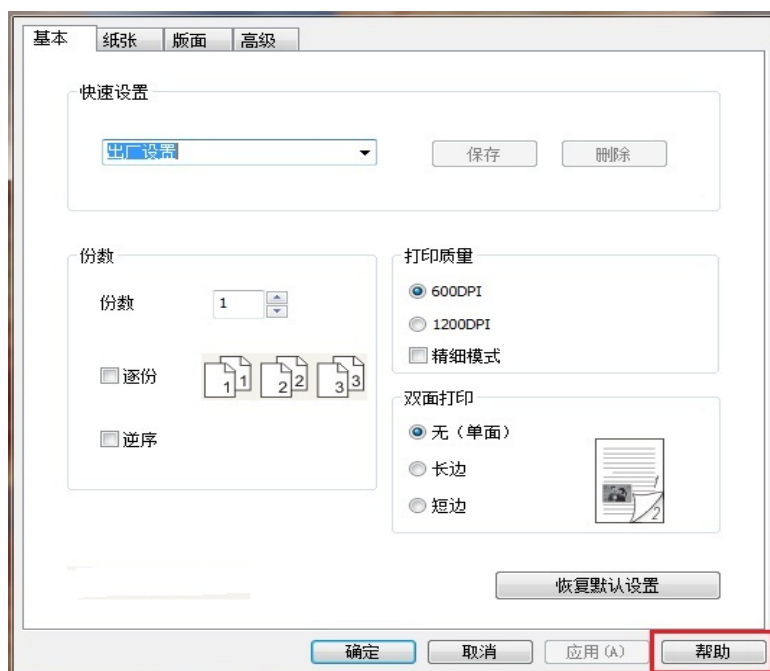 基本 纸张 版面 高级
快速设置
出厂设置 保存 删除
份数
份数 1
逐份 1 1 2 2 3 3
逆序
打印质量
600DPI
1200DPI
精细模式
双面打印
无（单面）
长边
短边
1
2
恢复默认设置
确定 取消 应用(A) 帮助